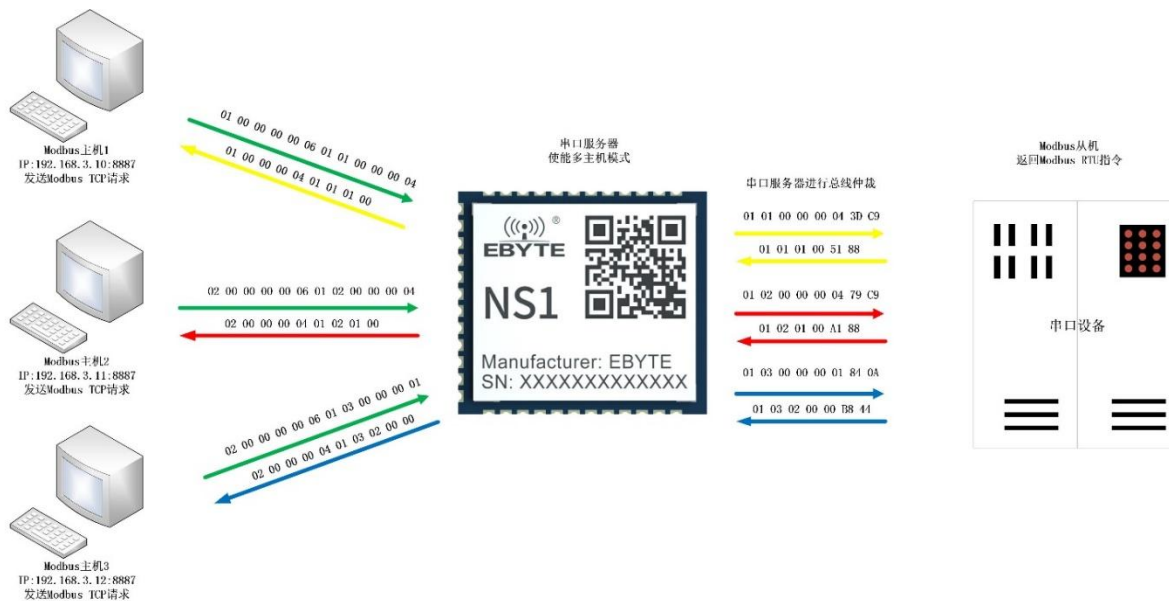 Modbus主机1
IP:192.168.3.10:8887
发送Modbus TCP请求
01 00 00 00 00 06 01 01 00 00 00 04
01 00 00 00 04 01 01 01 00
Modbus主机2
IP:192.168.3.11:8887
发送Modbus TCP请求
02 00 00 00 00 06 01 02 00 00 00 04
02 00 00 00 04 01 02 01 00
Modbus主机3
IP:192.168.3.12:8887
发送Modbus TCP请求
02 00 00 00 00 06 01 03 00 00 00 01
02 00 00 00 04 01 03 02 00 00
串口服务器
使能多主机模式
®
EBYTE
NS1
Manufacturer: EBYTE
SN: XXXXXXXXXXXXX
串口服务器进行总线仲裁
01 01 00 00 00 04 3D C9
01 01 01 00 51 88
01 02 00 00 00 04 79 C9
01 02 01 00 A1 88
01 03 00 00 00 01 84 0A
01 03 02 00 00 B8 44
Modbus从机
返回Modbus RTU指令
串口设备